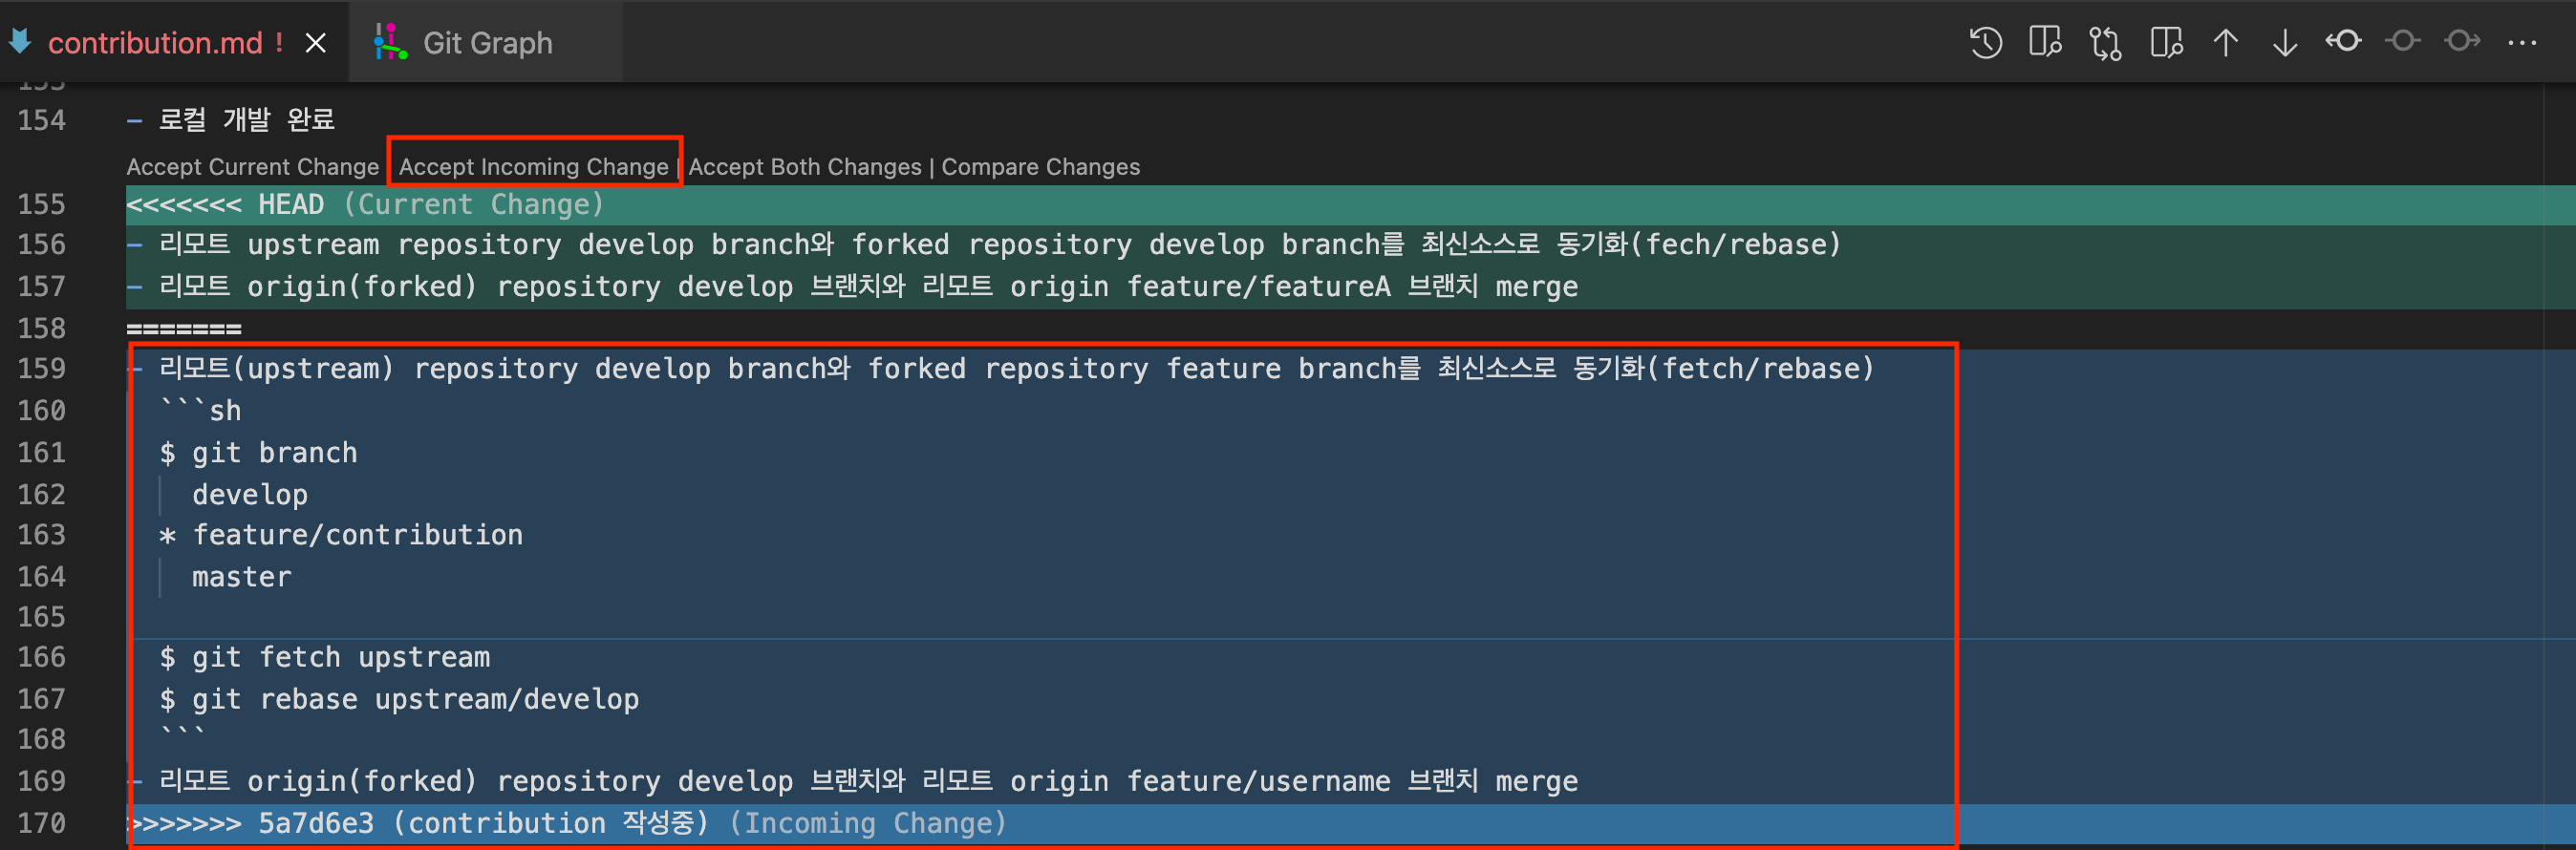 contribution.md ! ×
Git Graph
153
154 - 로컬 개발 완료
Accept Current Change | Accept Incoming Change | Accept Both Changes | Compare Changes
155 <<<<<<< HEAD (Current Change)
156 - 리모트 upstream repository develop branch와 forked repository develop branch를 최신소스로 동기화(fech/rebase)
157 - 리모트 origin(forked) repository develop 브랜치와 리모트 origin feature/featureA 브랜치 merge
158 =======
159 - 리모트(upstream) repository develop branch와 forked repository feature branch를 최신소스로 동기화(fetch/rebase)
160 ```sh
161 $ git branch
162 develop
163 * feature/contribution
164 master
165
166 $ git fetch upstream
167 $ git rebase upstream/develop
168 ```
169 - 리모트 origin(forked) repository develop 브랜치와 리모트 origin feature/username 브랜치 merge
170 >>>>>>> 5a7d6e3 (contribution 작성중) (Incoming Change)